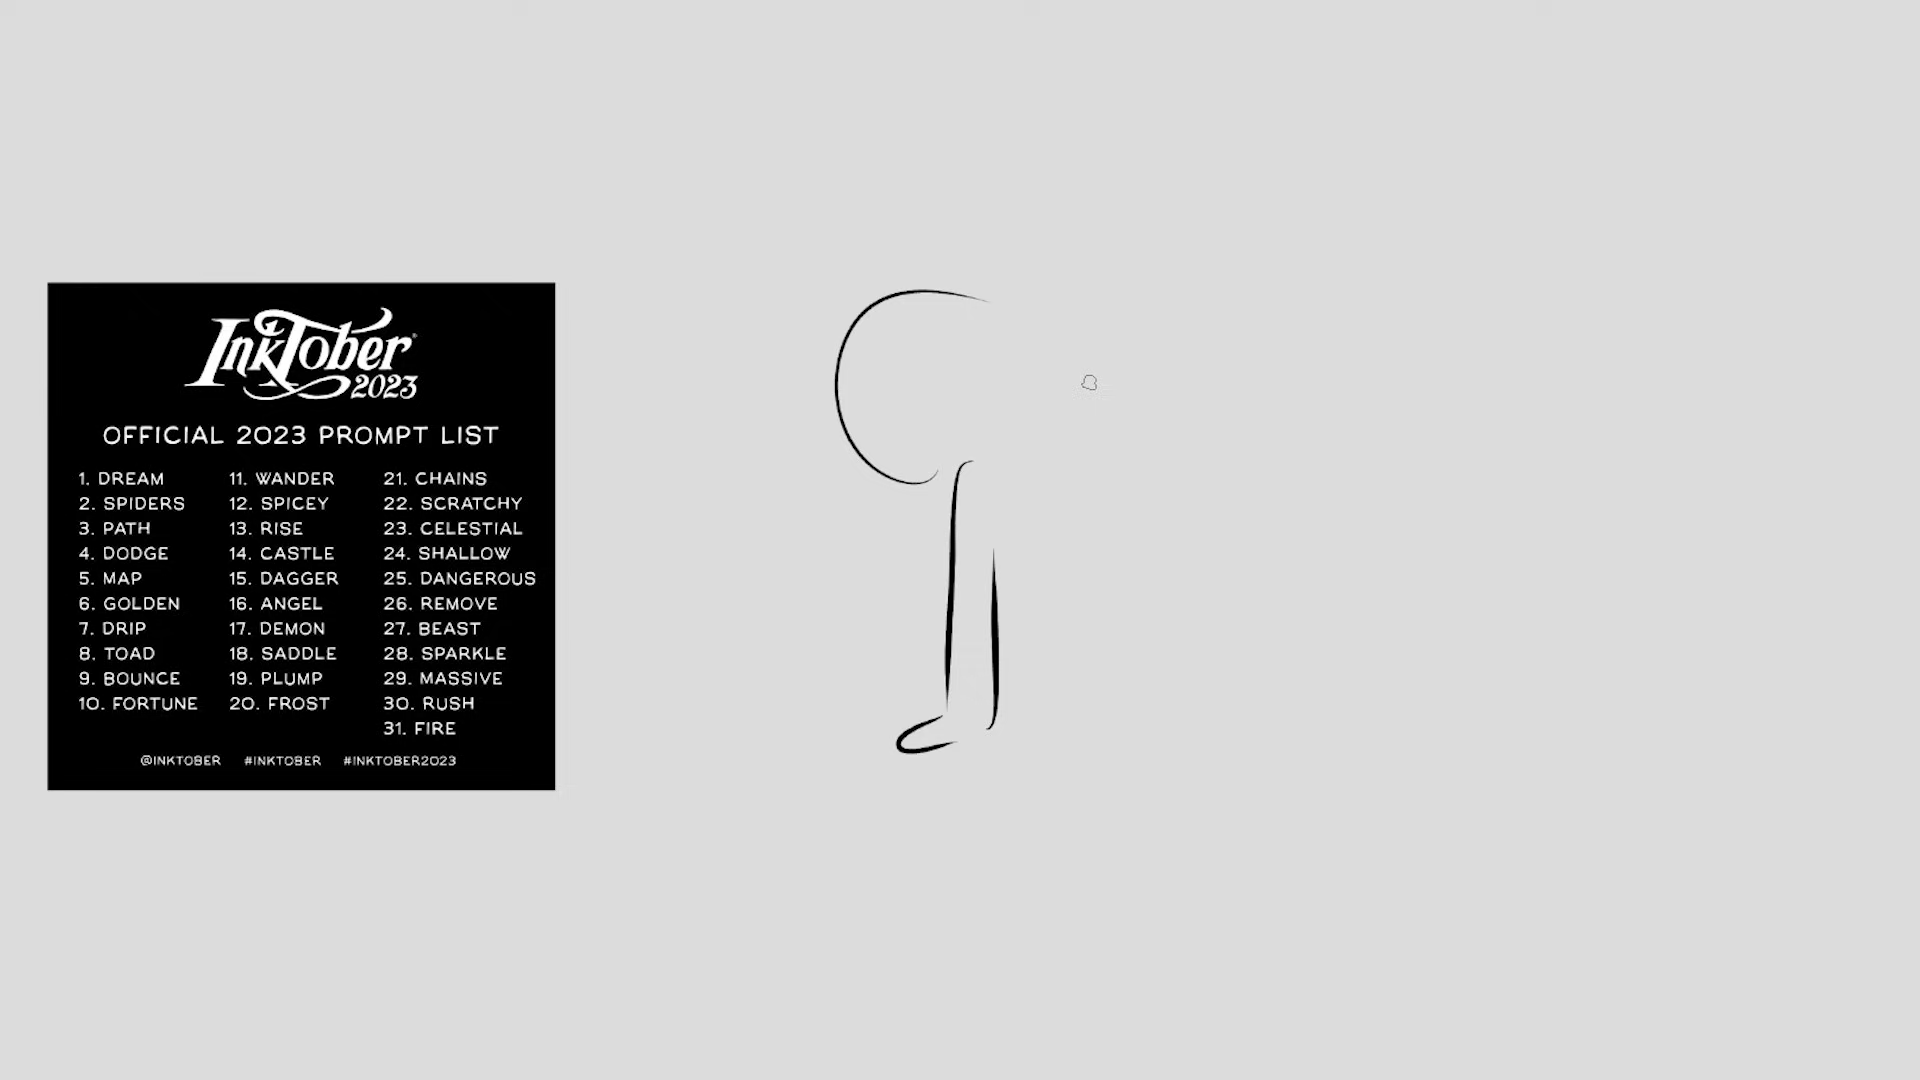 InkTober 2023
OFFICIAL 2023 PROMPT LIST
1. DREAM
2. SPIDERS
3. PATH
4. DODGE
5. MAP
6. GOLDEN
7. DRIP
8. TOAD
9. BOUNCE
10. FORTUNE
11. WANDER
12. SPICEY
13. RISE
14. CASTLE
15. DAGGER
16. ANGEL
17. DEMON
18. SADDLE
19. PLUMP
20. FROST
21. CHAINS
22. SCRATCHY
23. CELESTIAL
24. SHALLOW
25. DANGEROUS
26. REMOVE
27. BEAST
28. SPARKLE
29. MASSIVE
30. RUSH
31. FIRE
@INKTOBER #INKTOBER #INKTOBER2023